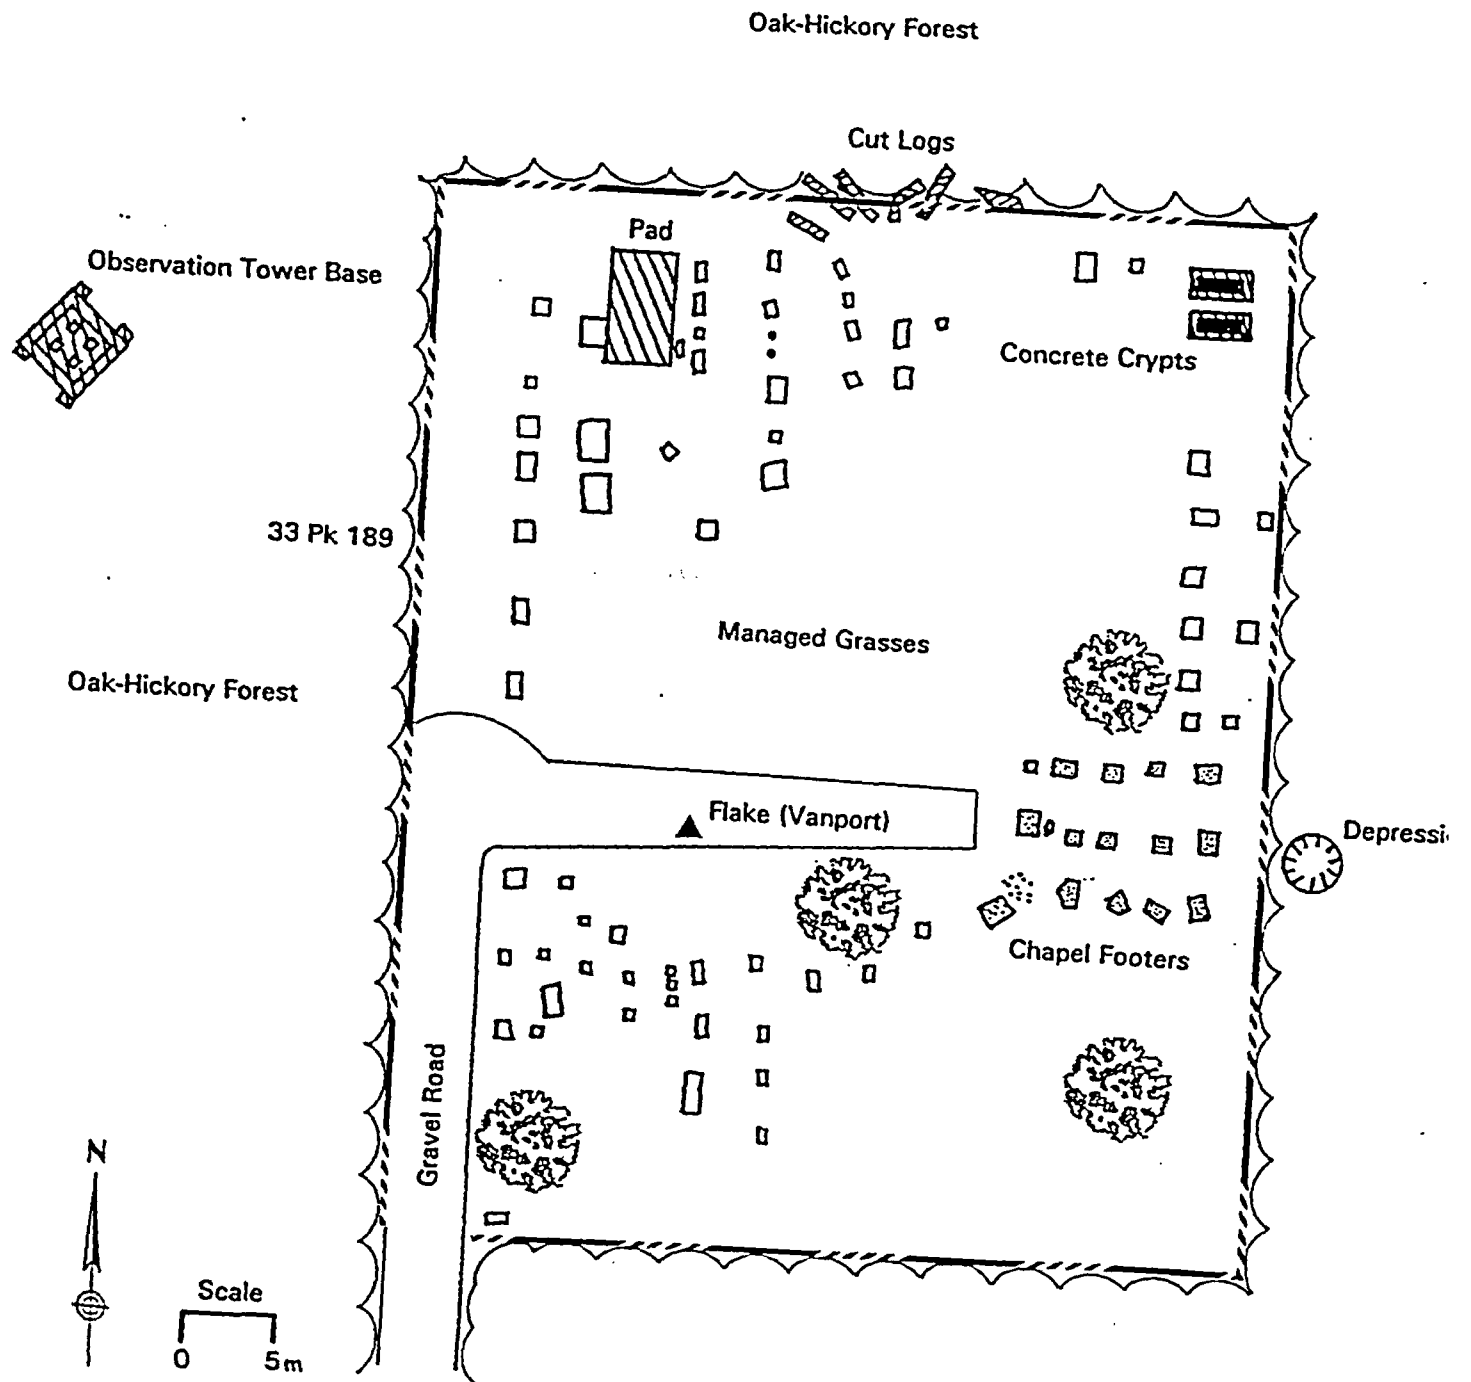 Oak-Hickory Forest
Cut Logs
Pad
Observation Tower Base
Concrete Crypts
33 Pk 189
Managed Grasses
Oak-Hickory Forest
Flake (Vanport)
Depressi
Chapel Footers
Gravel Road
N
Scale
0 5m